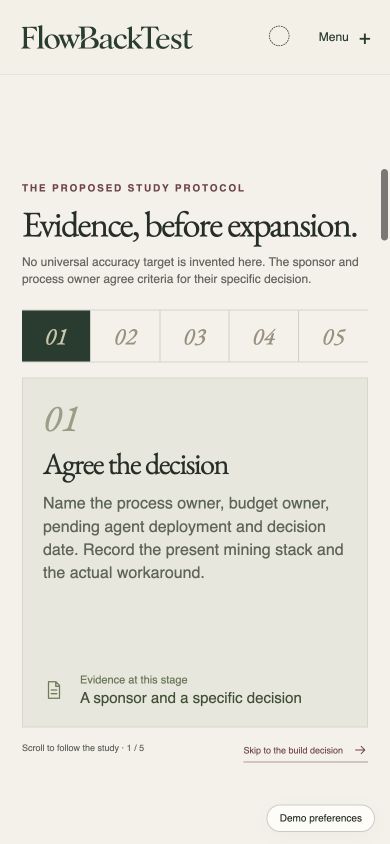 FlowBackTest
Menu +
THE PROPOSED STUDY PROTOCOL
Evidence, before expansion.
No universal accuracy target is invented here. The sponsor and
process owner agree criteria for their specific decision.
01 02 03 04 05
01
Agree the decision
Name the process owner, budget owner,
pending agent deployment and decision
date. Record the present mining stack and
the actual workaround.
Evidence at this stage
A sponsor and a specific decision
Scroll to follow the study · 1 / 5
Skip to the build decision →
Demo preferences